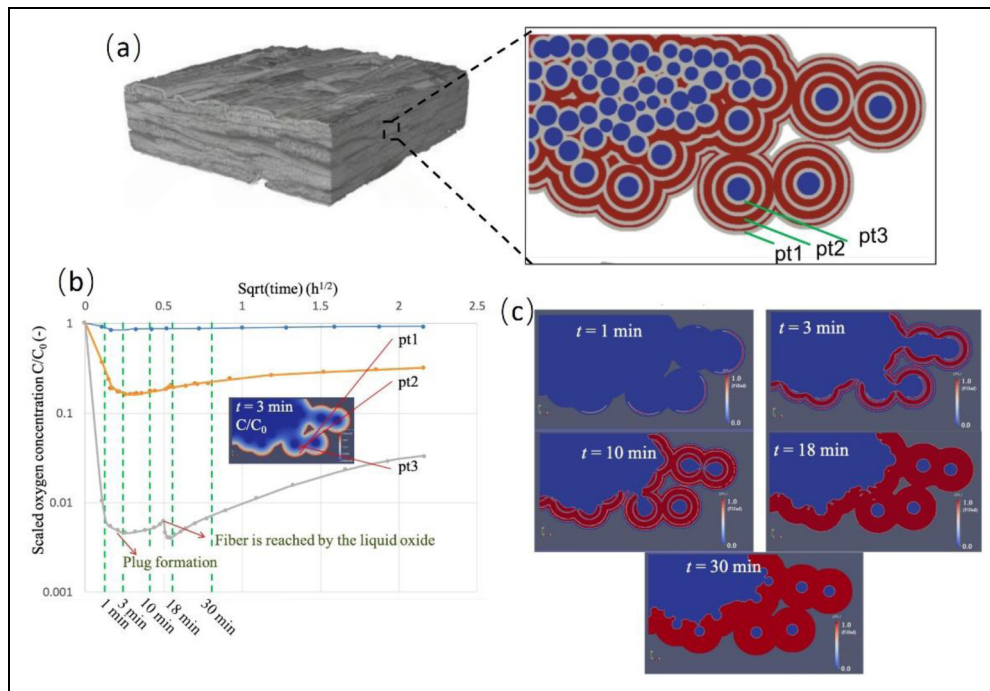 (a)
pt3
pt2
pt1
(b)
Sqrt(time) (h1/2)
0
0.5
1
1.5
2
2.5
Scaled oxygen concentration C/C0 (-)
1
0.1
0.01
0.001
pt1
pt2
pt3
t = 3 min
C/C0
Fiber is reached by the liquid oxide
Plug formation
1 min
3 min
10 min
18 min
30 min
(c)
t = 1 min
1.0
0.0
t = 3 min
1.0
0.0
t = 10 min
1.0
0.0
t = 18 min
1.0
0.0
t = 30 min
1.0
0.0